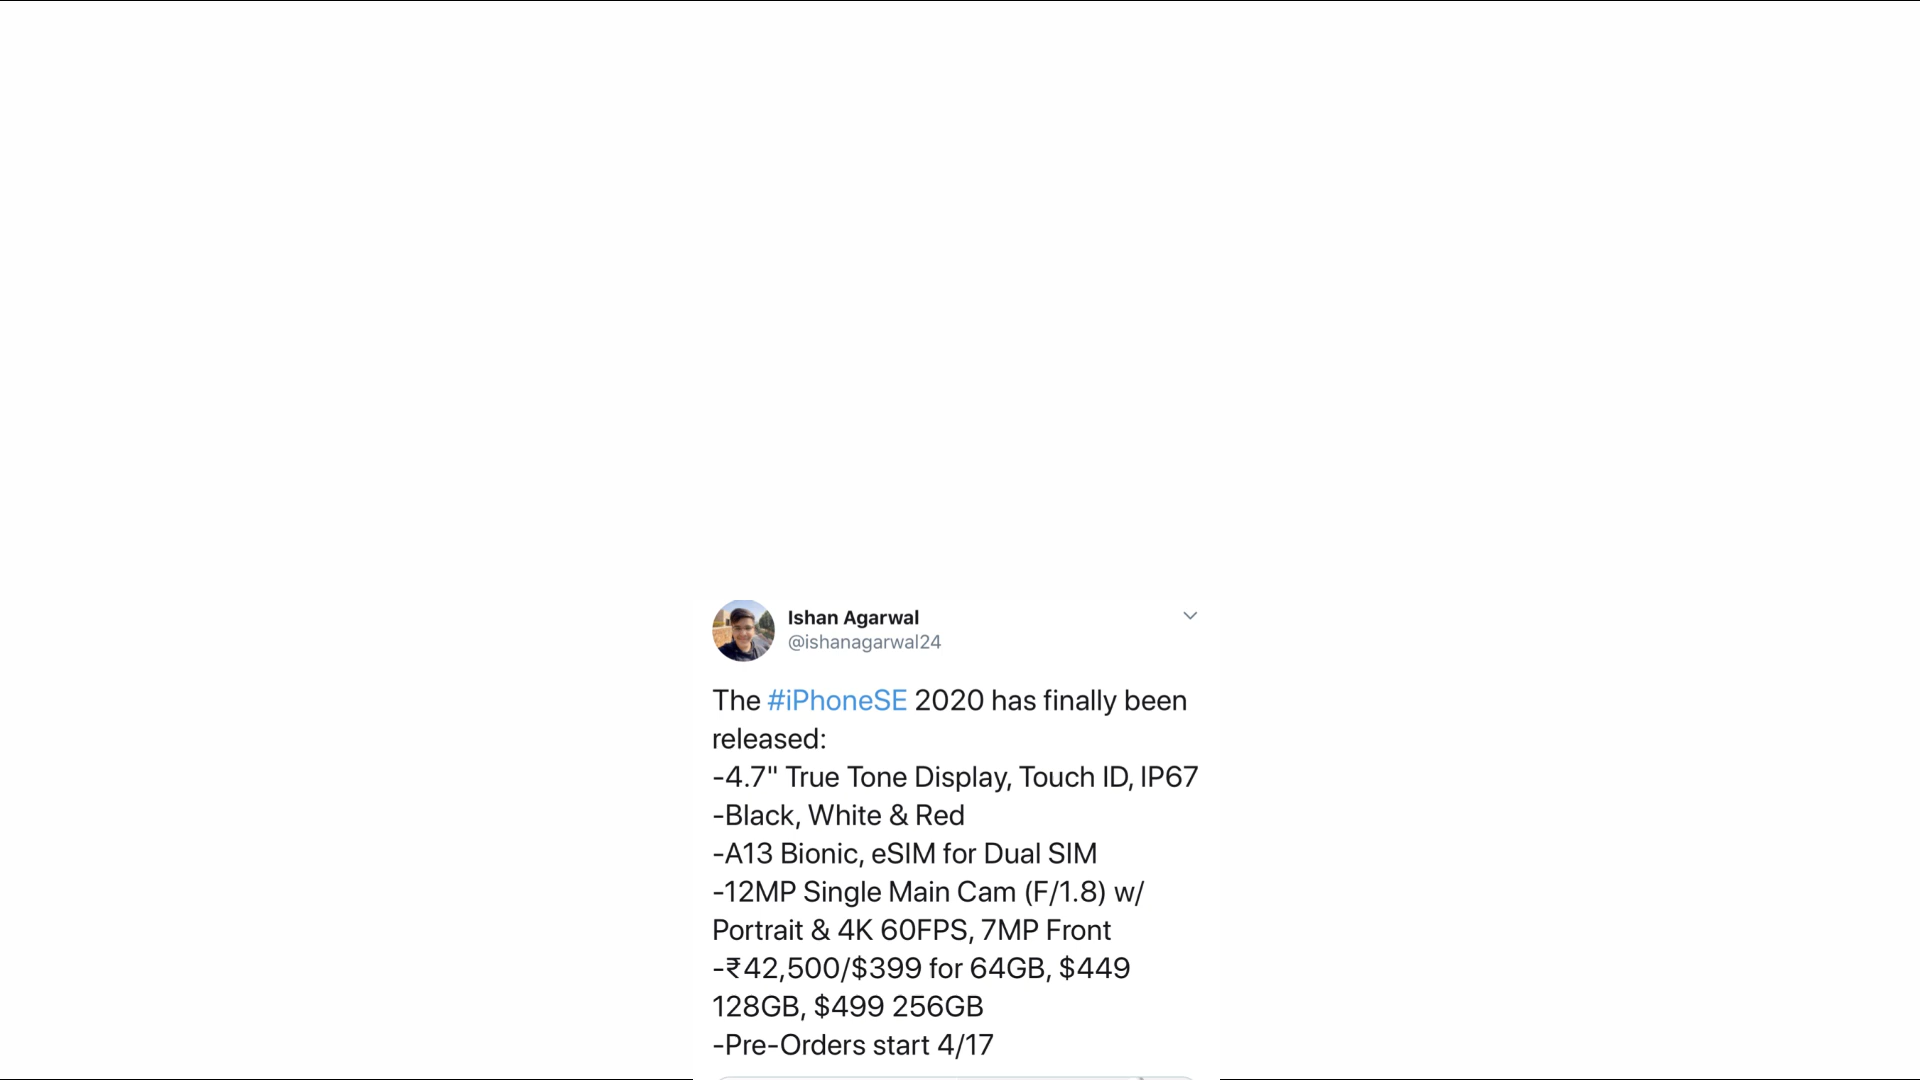 Ishan Agarwal
@ishanagarwal24
The #iPhoneSE 2020 has finally been
released:
-4.7" True Tone Display, Touch ID, IP67
-Black, White & Red
-A13 Bionic, eSIM for Dual SIM
-12MP Single Main Cam (F/1.8) w/
Portrait & 4K 60FPS, 7MP Front
-₹42,500/$399 for 64GB, $449
128GB, $499 256GB
-Pre-Orders start 4/17